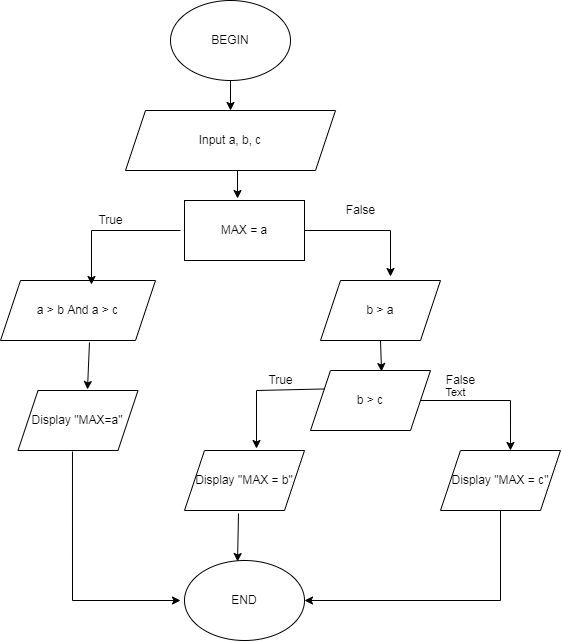 BEGIN
Input a, b, c
MAX = a
True
False
a > b And a > c
b > a
Display "MAX=a"
b > c
True
False
Text
Display "MAX = b"
Display "MAX = c"
END